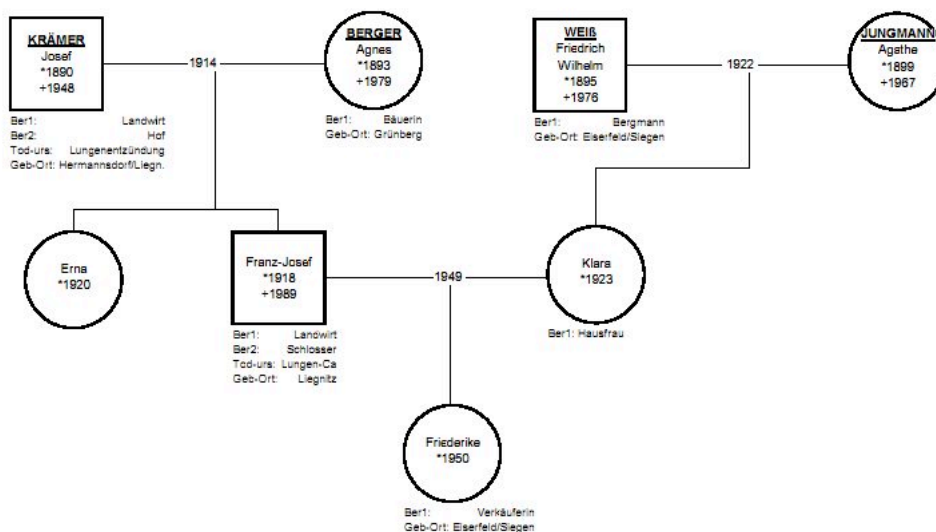 KRÄMER
Josef
*1890
+1948
1914
BERGER
Agnes
*1893
+1979
WEIß
Friedrich
Wilhelm
*1895
+1976
1922
JUNGMANN
Agathe
*1899
+1967
Ber1: Landwirt
Ber2: Hof
Tod-urs: Lungenentzündung
Geb-Ort: Hermannsdorf/Liegn.
Ber1: Bäuerin
Geb-Ort: Grünberg
Ber1: Bergmann
Geb-Ort: Eiserfeld/Siegen
Erna
*1920
Franz-Josef
*1918
+1989
1949
Klara
*1923
Ber1: Landwirt
Ber2: Schlosser
Tod-urs: Lungen-Ca
Geb-Ort: Liegnitz
Ber1: Hausfrau
Friederike
*1950
Ber1: Verkäuferin
Geb-Ort: Eiserfeld/Siegen